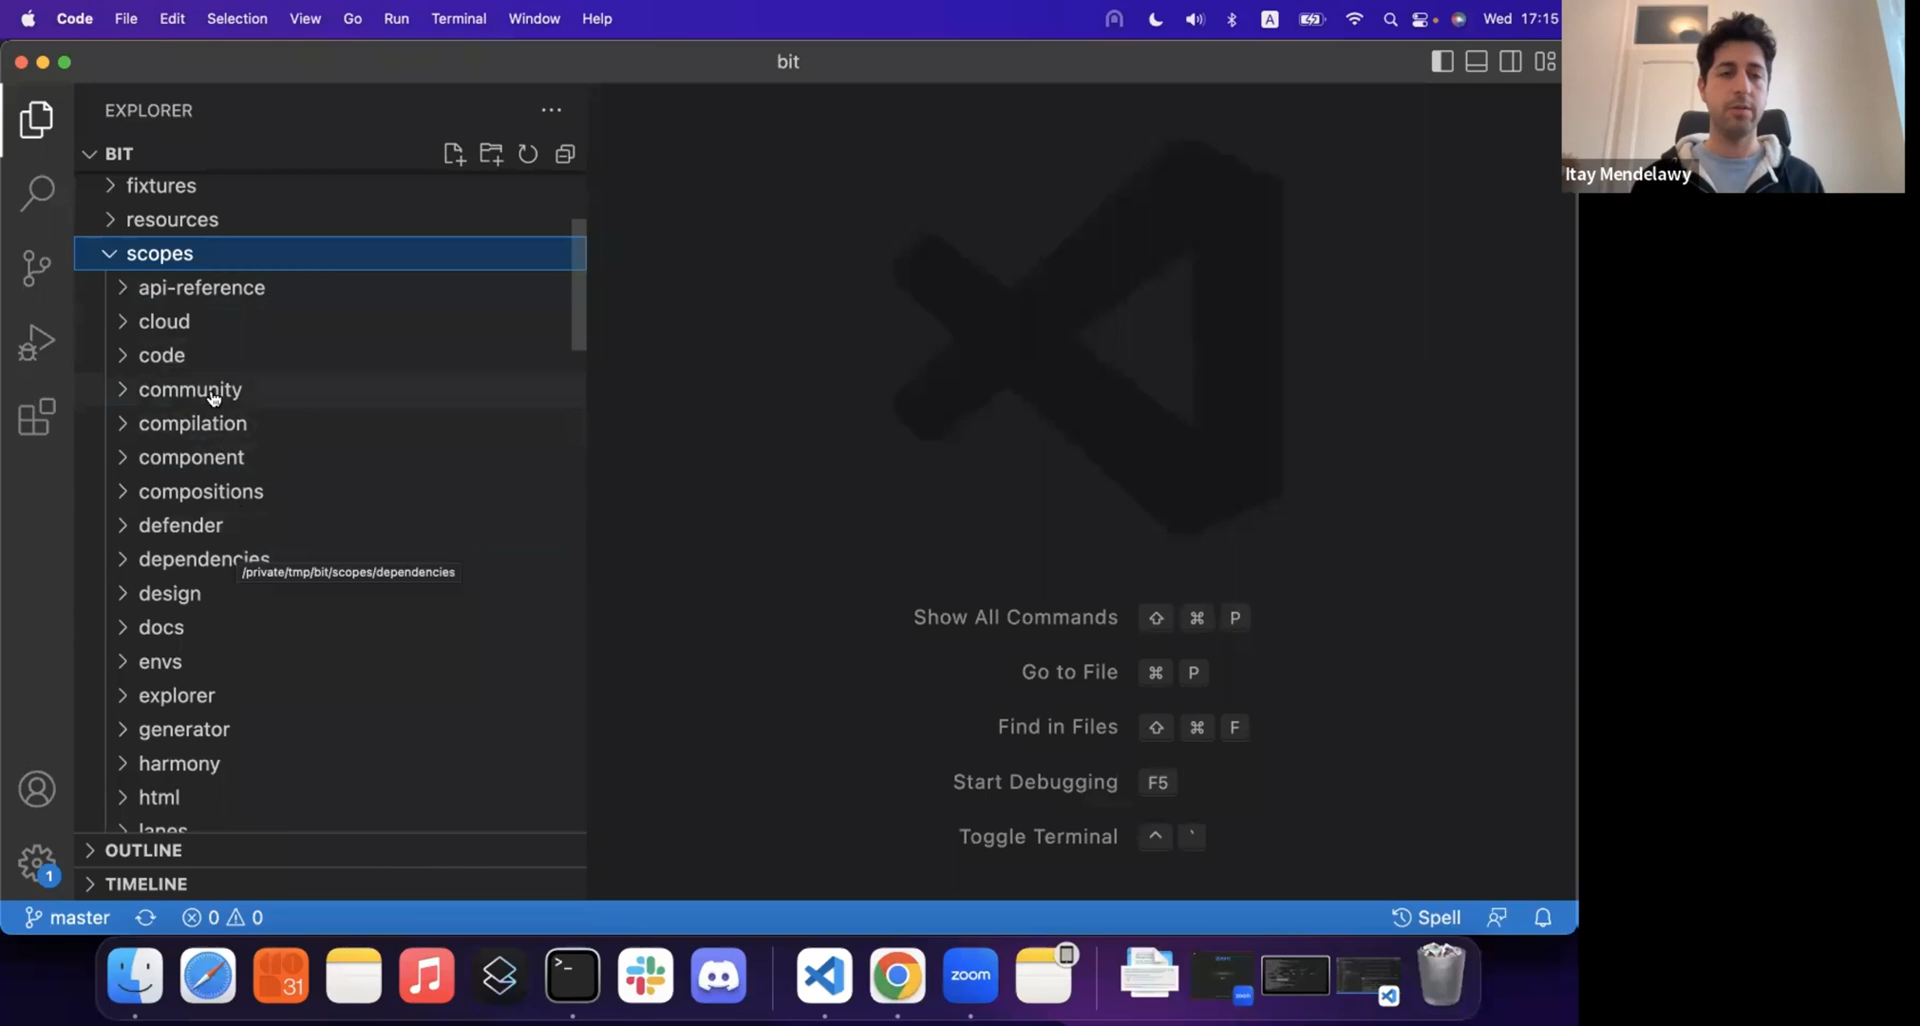 Code File Edit Selection View Go Run Terminal Window Help
A
Wed 17:15
bit
Itay Mendelawy
EXPLORER
BIT
fixtures
resources
scopes
api-reference
cloud
code
community
compilation
component
compositions
defender
dependencies
/private/tmp/bit/scopes/dependencies
design
docs
envs
explorer
generator
harmony
html
lanes
OUTLINE
TIMELINE
Show All Commands ⇧ ⌘ P
Go to File ⌘ P
Find in Files ⇧ ⌘ F
Start Debugging F5
Toggle Terminal ^ `
1
master
0 0
Spell
31
>_
zoom
zoom